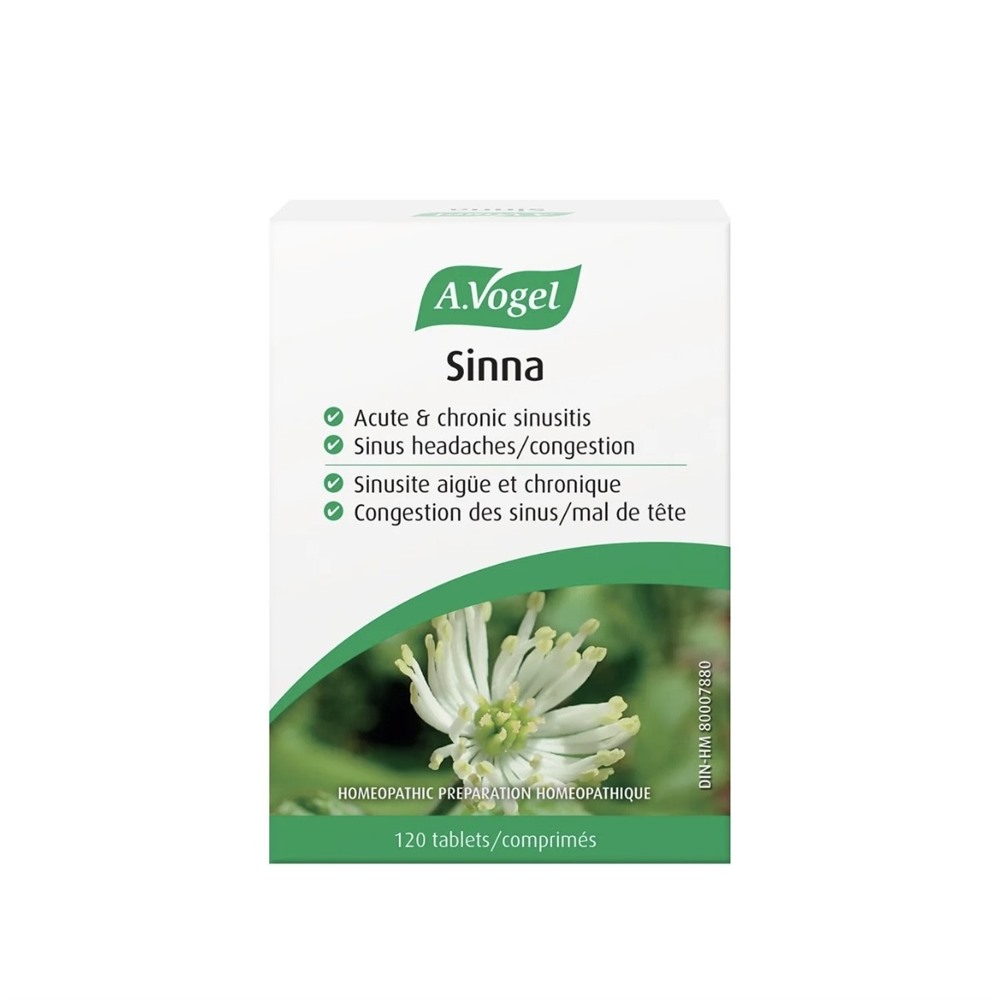 A.Vogel
Sinna
Acute & chronic sinusitis
Sinus headaches/congestion
Sinusite aigüe et chronique
Congestion des sinus/mal de tête
DIN-HM 80007880
HOMEOPATHIC PREPARATION HOMÉOPATHIQUE
120 tablets/comprimés